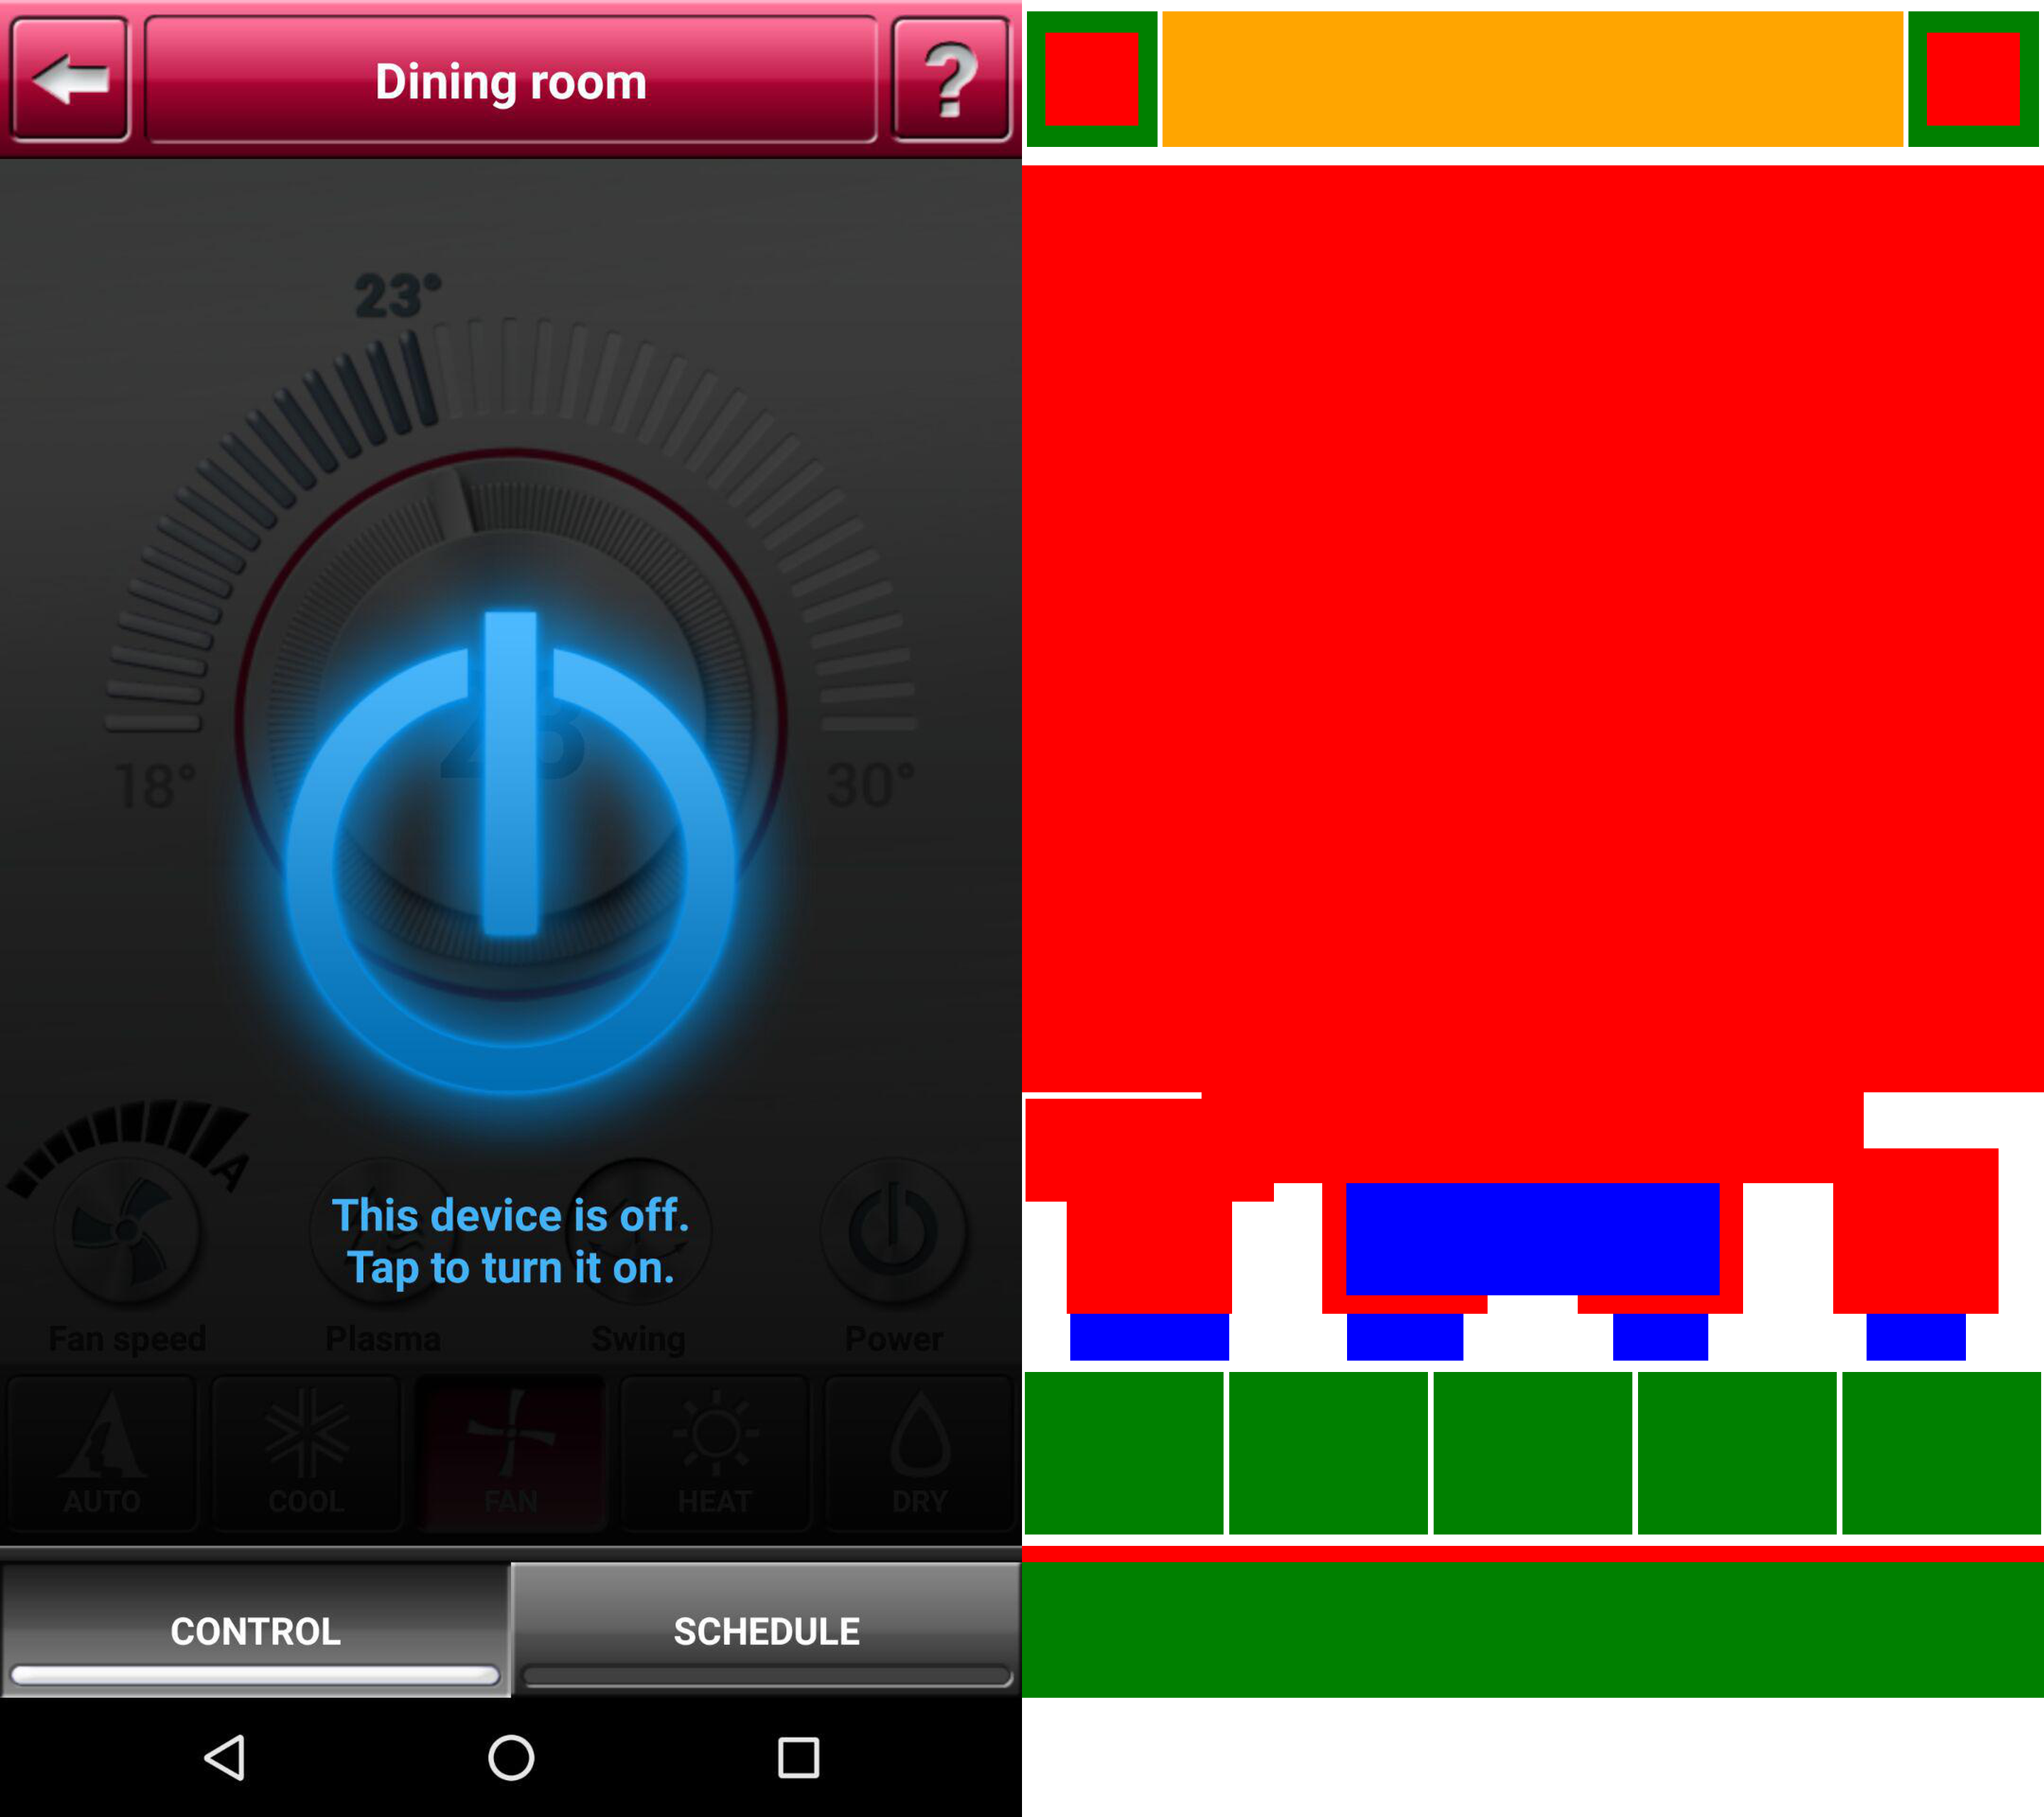 Dining room
?
23°
23
18°
30°
A
This device is off.
Tap to turn it on.
Fan speed
Plasma
Swing
Power
AUTO
COOL
FAN
HEAT
DRY
CONTROL
SCHEDULE